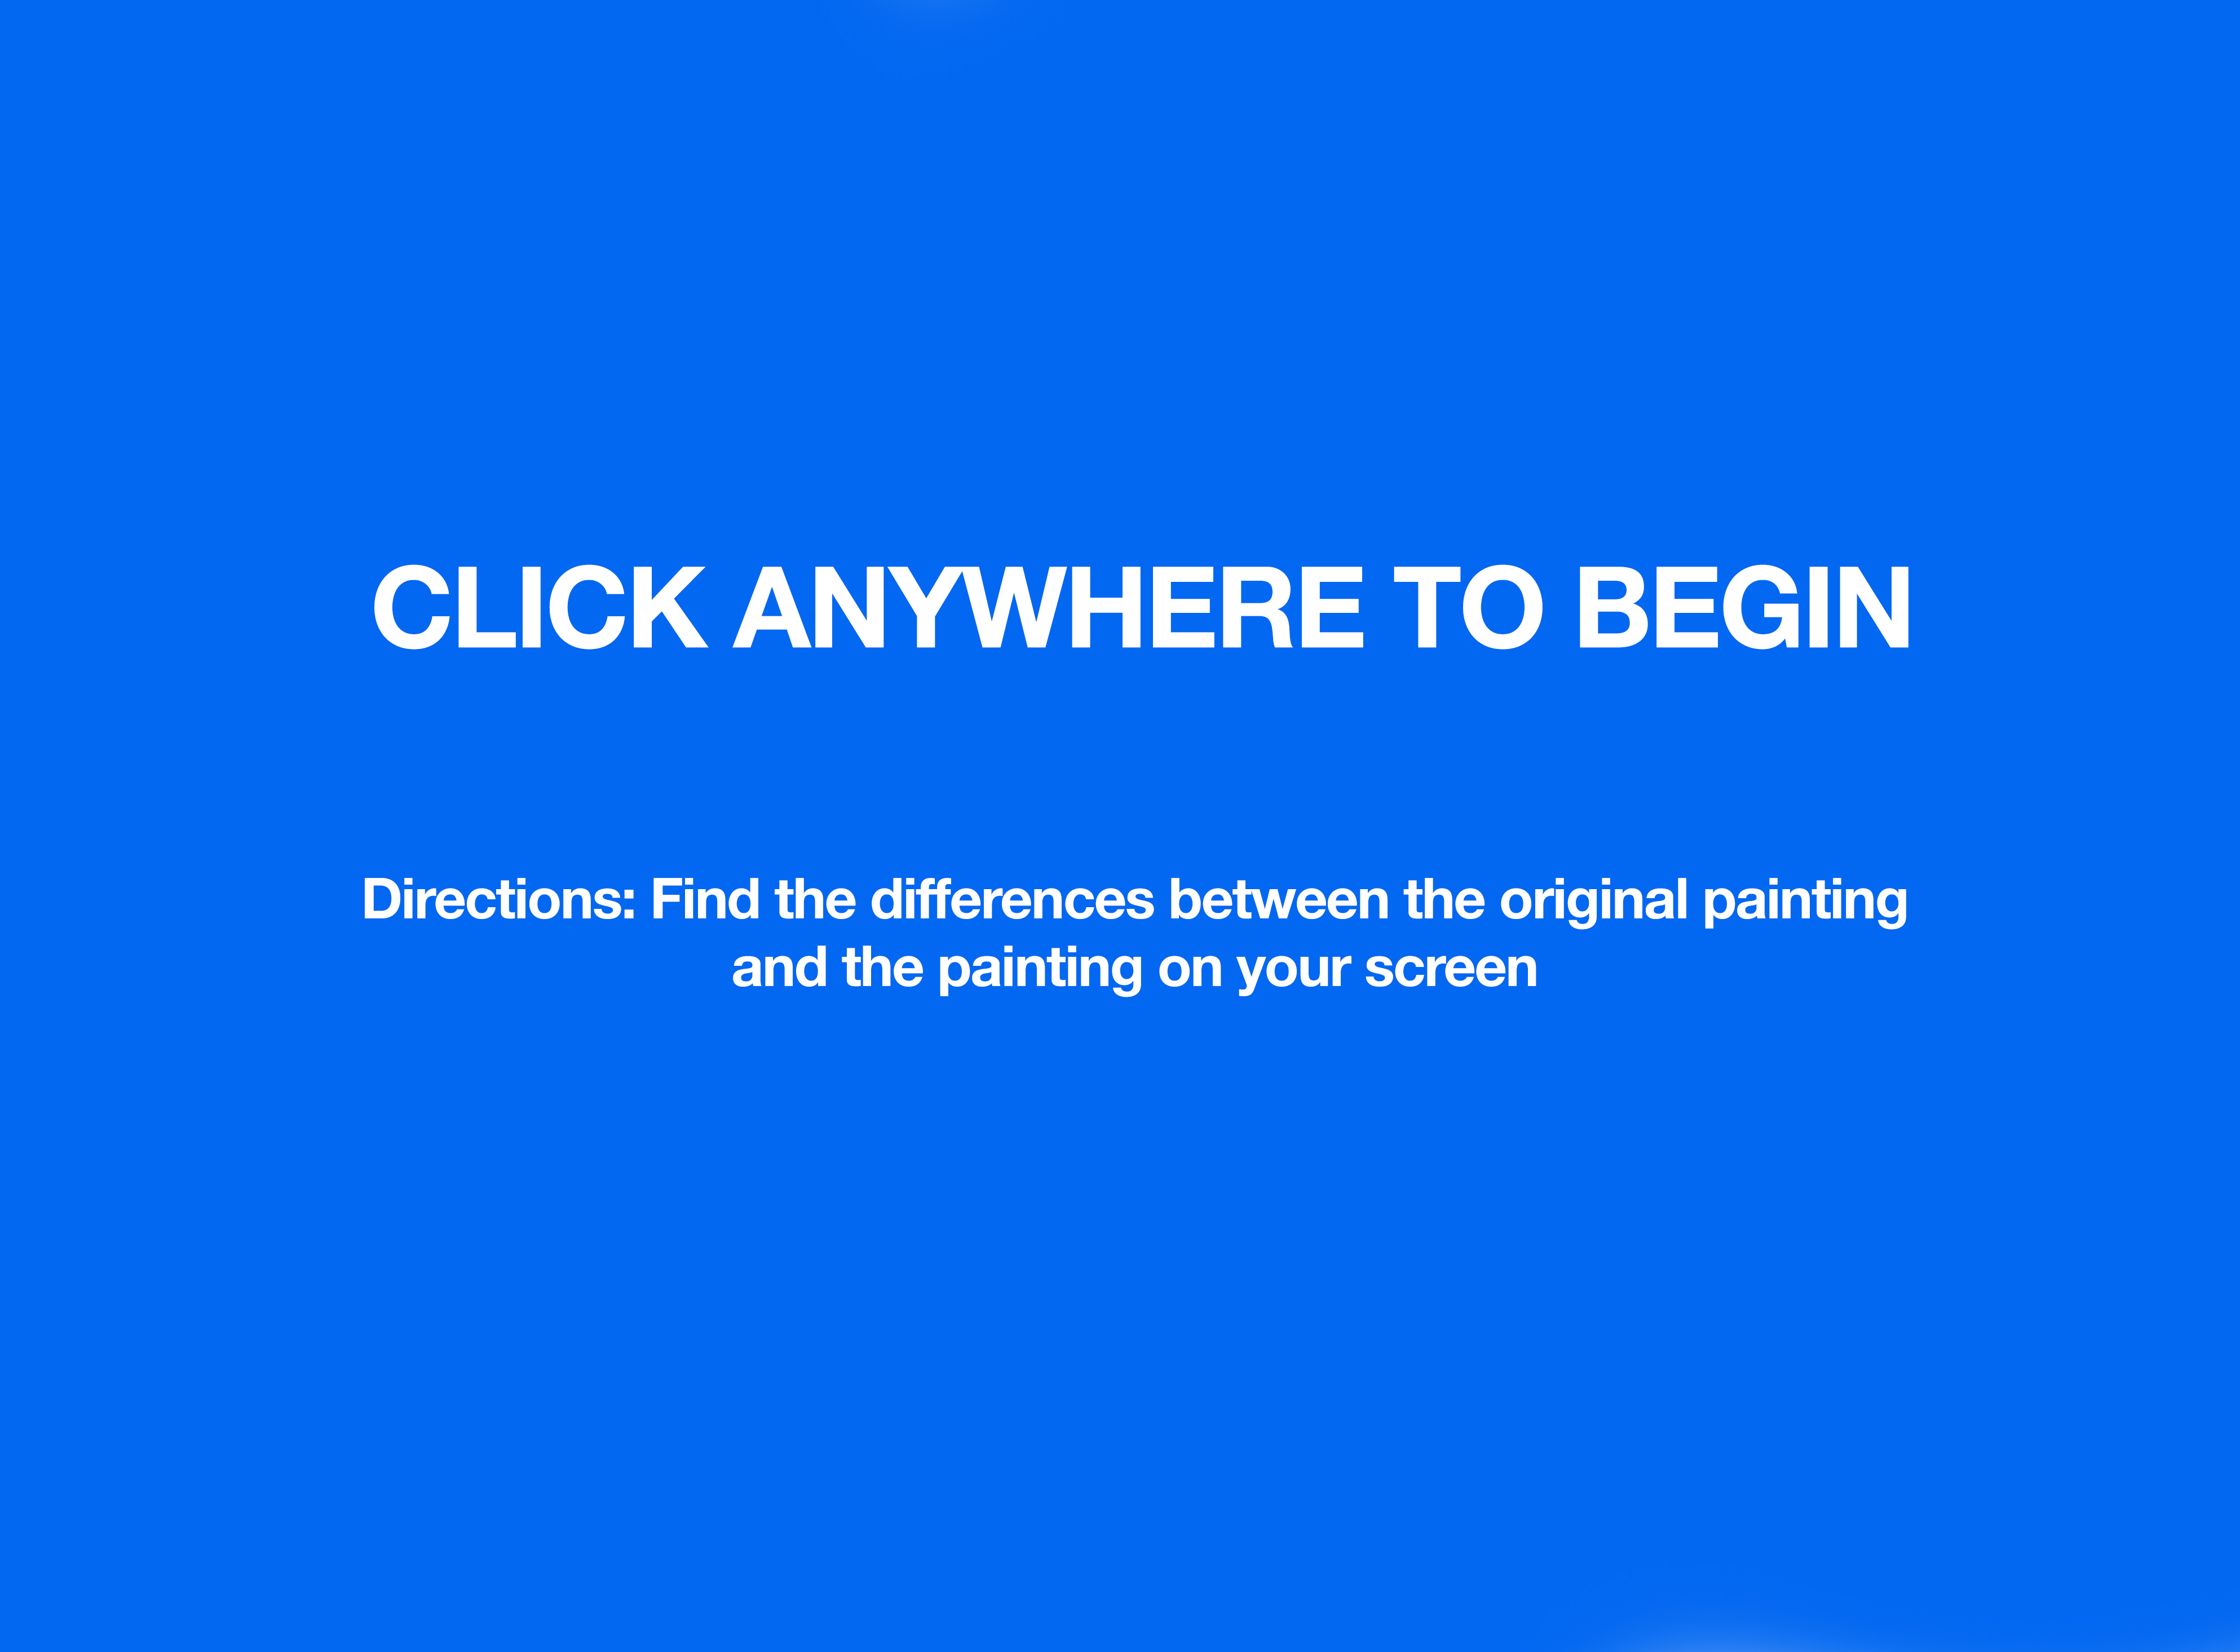 CLICK ANYWHERE TO BEGIN
Directions: Find the differences between the original painting
and the painting on your screen